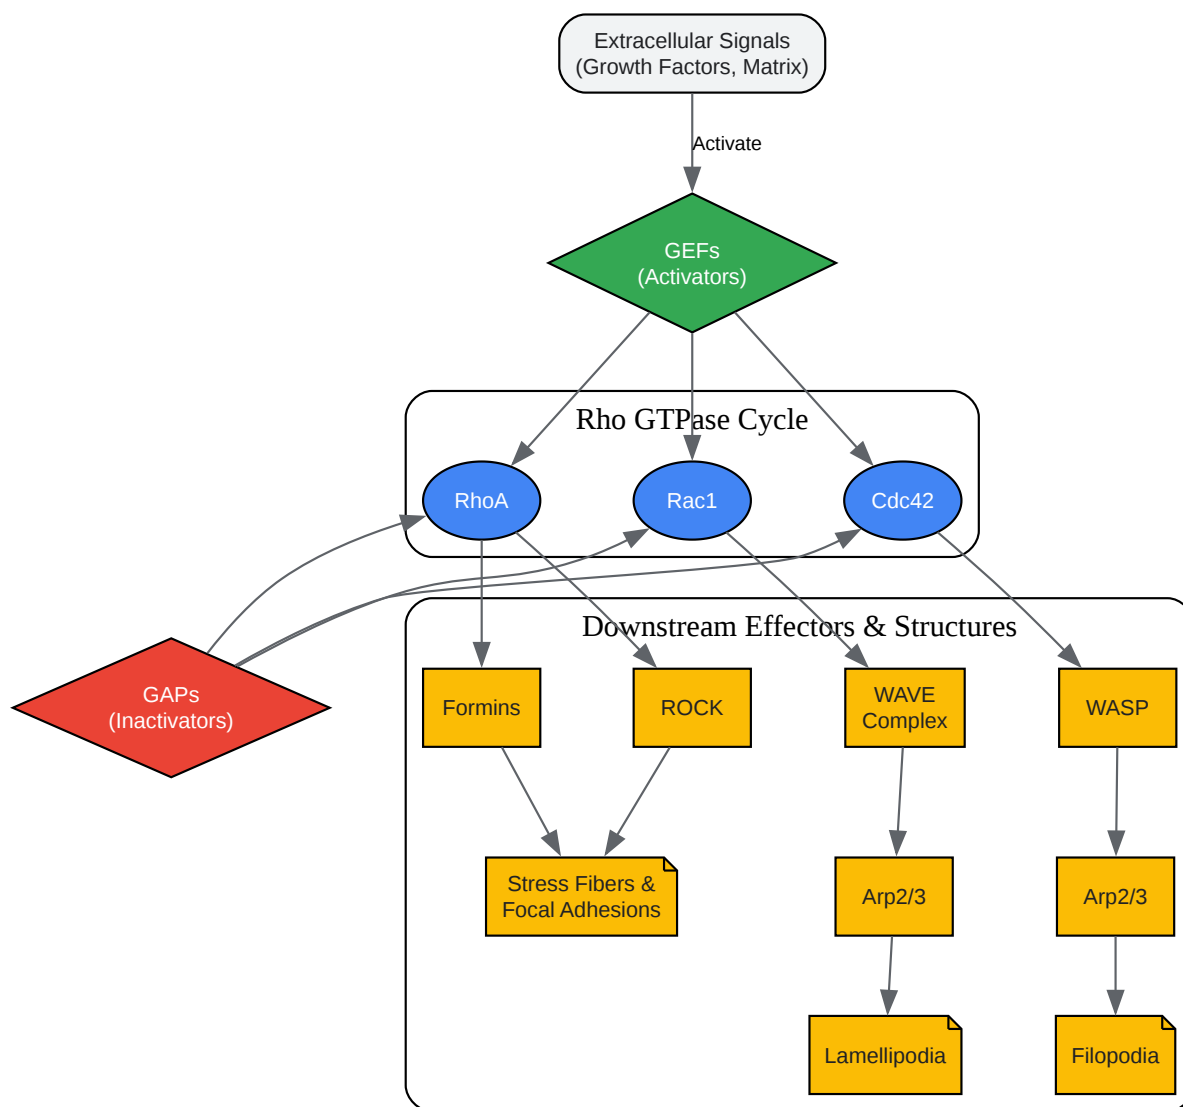 Extracellular Signals
(Growth Factors, Matrix)
Activate
GEFs
(Activators)
Rho GTPase Cycle
RhoA
Rac1
Cdc42
Downstream Effectors & Structures
GAPs
(Inactivators)
Formins
ROCK
WAVE
Complex
WASP
Stress Fibers &
Focal Adhesions
Arp2/3
Arp2/3
Lamellipodia
Filopodia